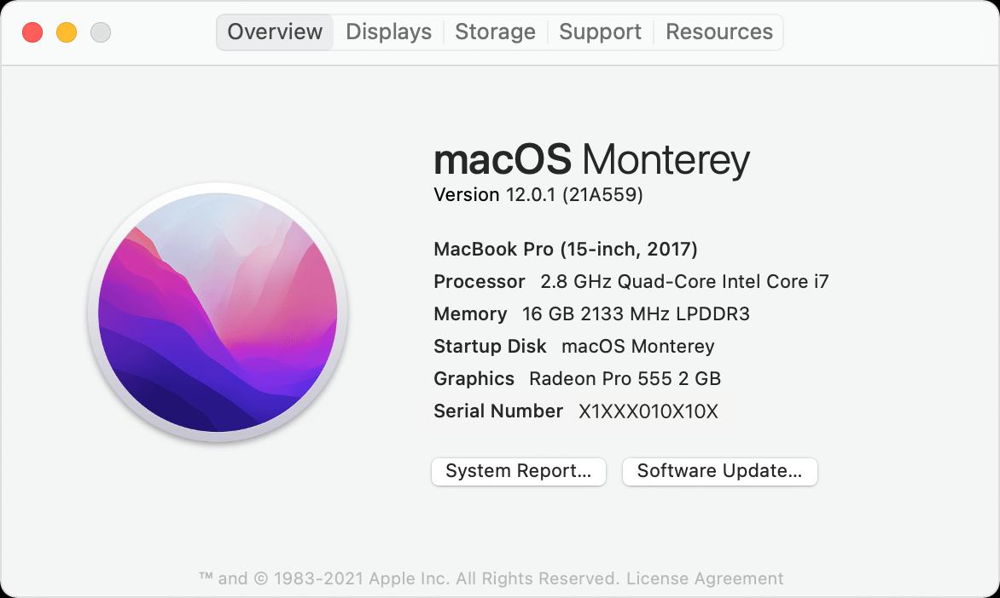 Overview Displays Storage Support Resources
macOS Monterey
Version 12.0.1 (21A559)
MacBook Pro (15-inch, 2017)
Processor 2.8 GHz Quad-Core Intel Core i7
Memory 16 GB 2133 MHz LPDDR3
Startup Disk macOS Monterey
Graphics Radeon Pro 555 2 GB
Serial Number X1XXX010X10X
System Report... Software Update...
™ and © 1983-2021 Apple Inc. All Rights Reserved. License Agreement